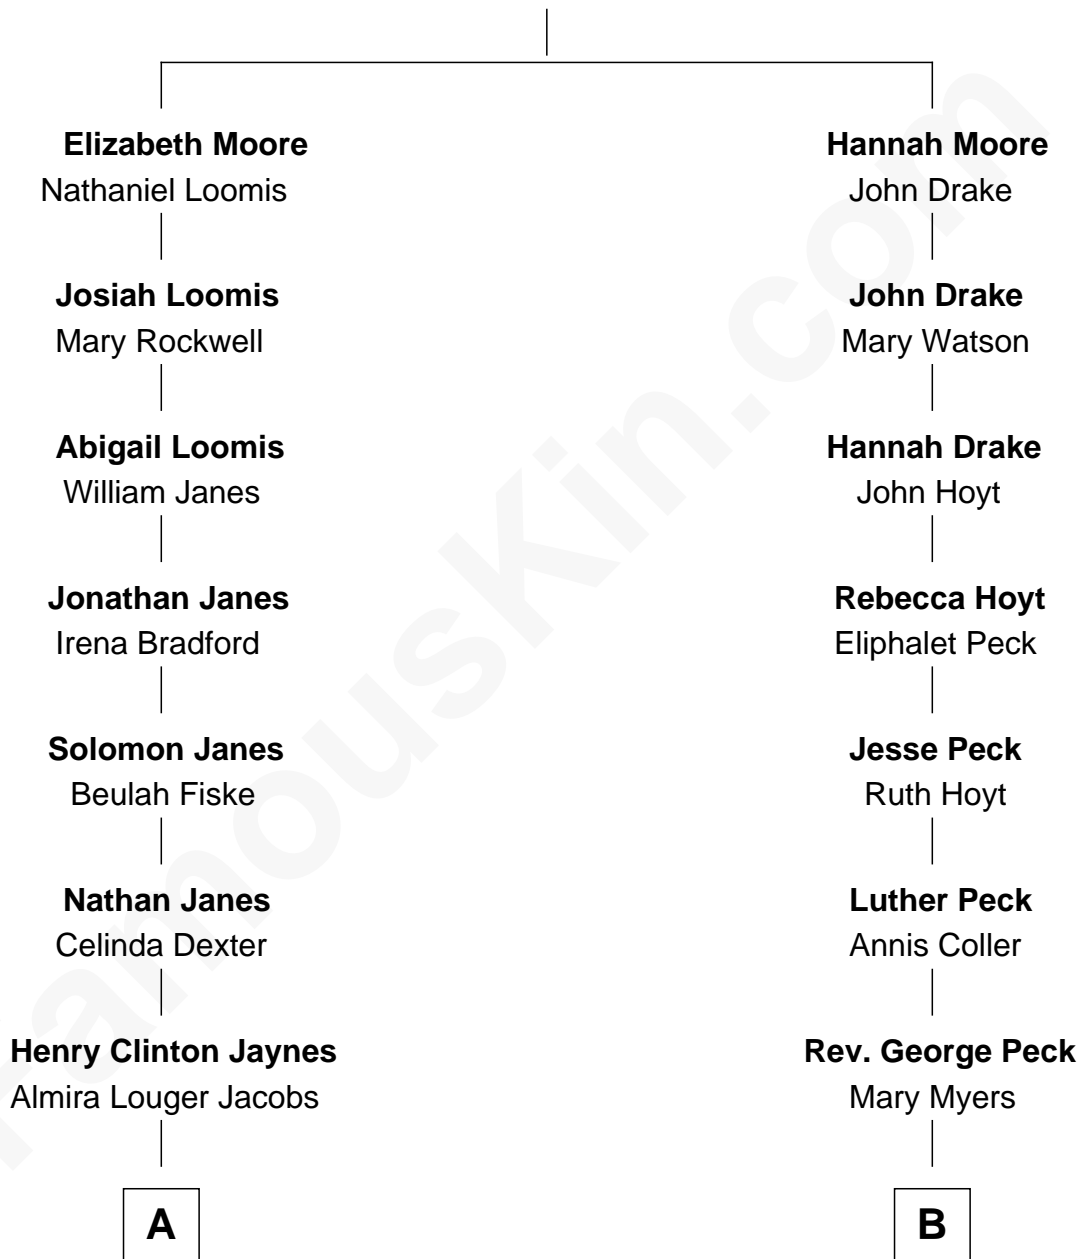 Elizabeth Moore
Nathaniel Loomis
Josiah Loomis
Mary Rockwell
Abigail Loomis
William Janes
Jonathan Janes
Irena Bradford
Solomon Janes
Beulah Fiske
Nathan Janes
Celinda Dexter
Henry Clinton Jaynes
Almira Louger Jacobs
A
Hannah Moore
John Drake
John Drake
Mary Watson
Hannah Drake
John Hoyt
Rebecca Hoyt
Eliphalet Peck
Jesse Peck
Ruth Hoyt
Luther Peck
Annis Coller
Rev. George Peck
Mary Myers
B
FamousKin.com